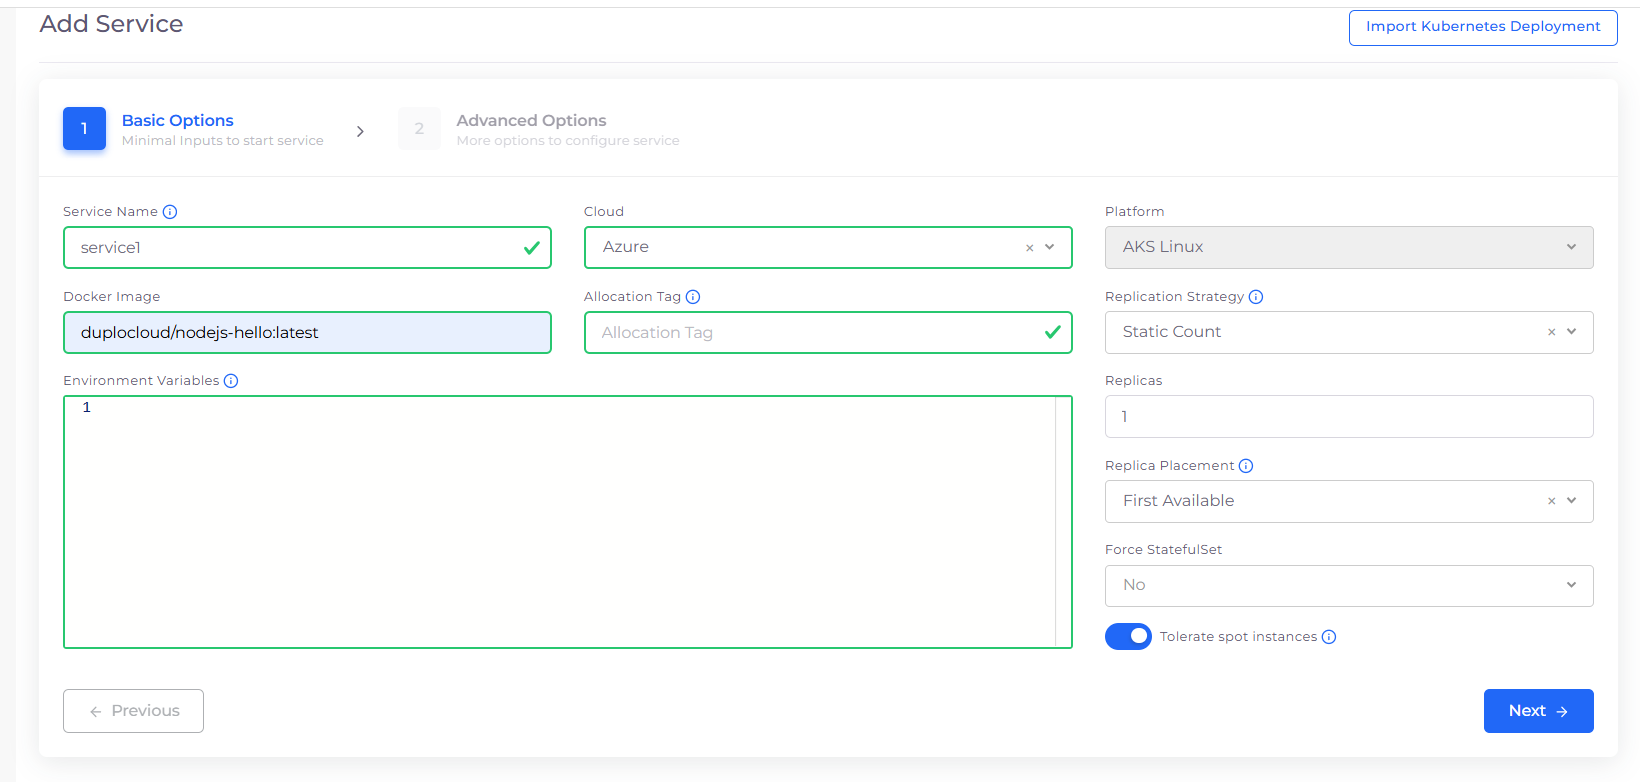 Add Service
Import Kubernetes Deployment
1
Basic Options
Minimal Inputs to start service
2
Advanced Options
More options to configure service
Service Name
service1
Cloud
Azure
Platform
AKS Linux
Docker Image
duplocloud/nodejs-hello:latest
Allocation Tag
Allocation Tag
Replication Strategy
Static Count
Environment Variables
1
Replicas
1
Replica Placement
First Available
Force StatefulSet
No
Tolerate spot instances
Previous
Next